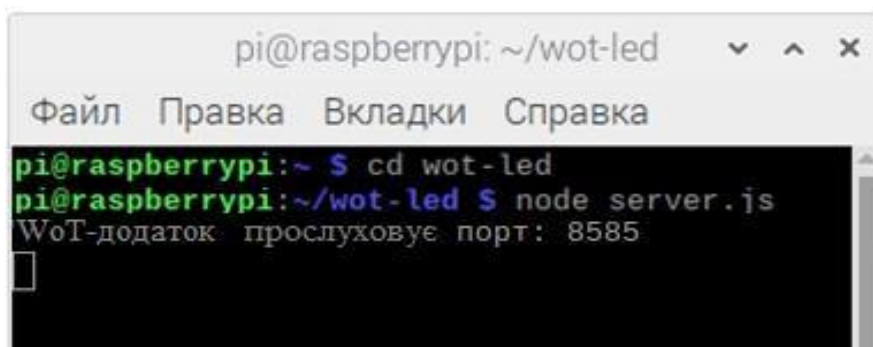 pi@raspberrypi: ~/wot-led
Файл Правка Вкладки Справка
pi@raspberrypi:~ $ cd wot-led
pi@raspberrypi:~/wot-led $ node server.js
WoT-додаток прослуховує порт: 8585